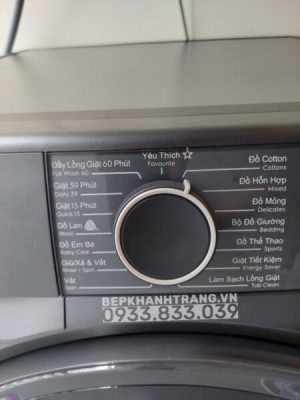 Yêu Thích ☆
Favourite
Đầy Lồng Giặt 60 Phút
Full Wash 60
Giặt 39 Phút
Daily 39
Giặt 15 Phút
Quick 15
Đồ Len
Wool
Đồ Em Bé
Baby Care
Giũ/Xả & Vắt
Rinse + Spin
Vắt
Spin
Đồ Cotton
Cottons
Đồ Hỗn Hợp
Mixed
Đồ Mỏng
Delicates
Bộ Đồ Giường
Bedding
Đồ Thể Thao
Sports
Giặt Tiết Kiệm
Energy Saver
Làm Sạch Lồng Giặt
Tub Clean
BEPKHANHTRANG.VN
0933.833.039